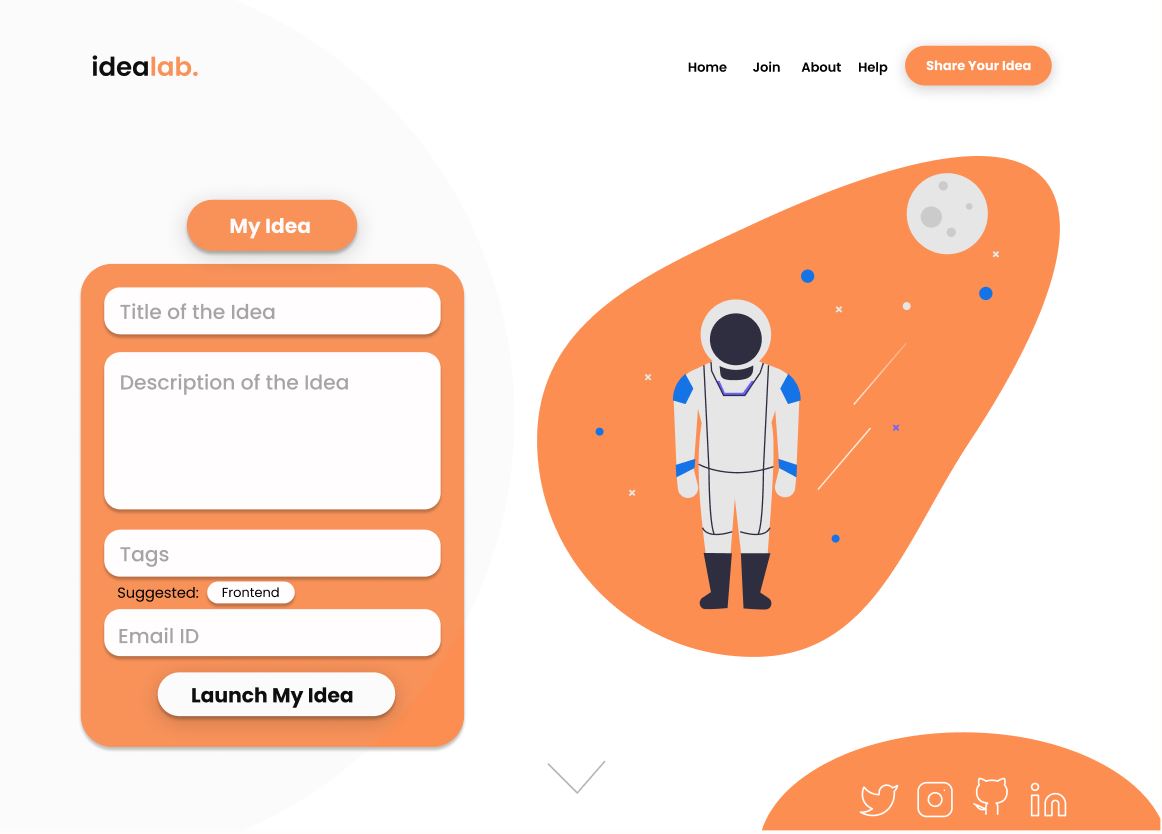 idealab.
Home Join About Help Share Your Idea
My Idea
Title of the Idea
Description of the Idea
Tags
Suggested: Frontend
Email ID
Launch My Idea
in